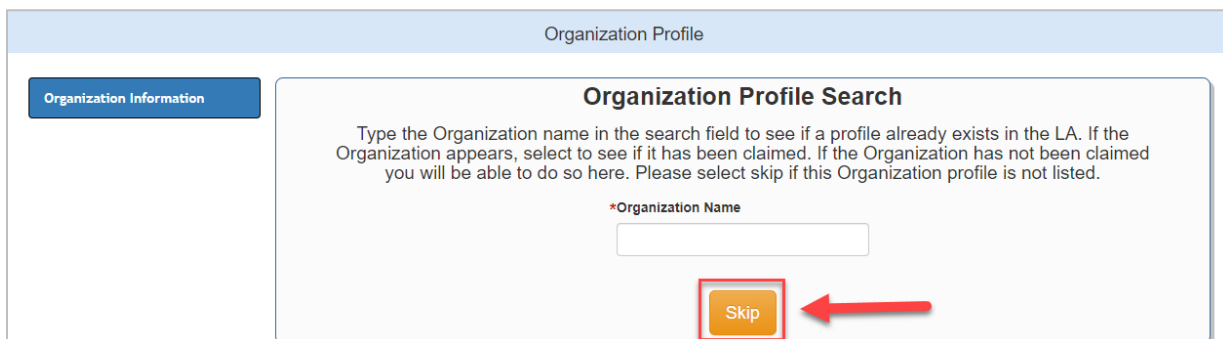 Organization Profile
Organization Information
Organization Profile Search
Type the Organization name in the search field to see if a profile already exists in the LA. If the
Organization appears, select to see if it has been claimed. If the Organization has not been claimed
you will be able to do so here. Please select skip if this Organization profile is not listed.
*Organization Name
Skip